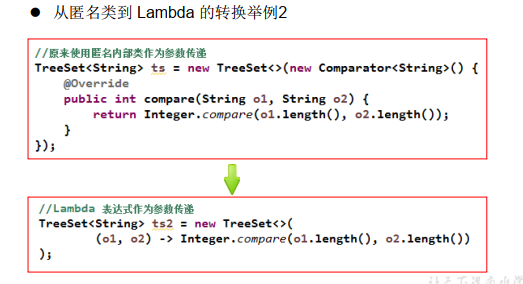 ● 从匿名类到 Lambda 的转换举例2
//原来使用匿名内部类作为参数传递
TreeSet<String> ts = new TreeSet<>(new Comparator<String>() {
@Override
public int compare(String o1, String o2) {
return Integer.compare(o1.length(), o2.length());
}
});
//Lambda 表达式作为参数传递
TreeSet<String> ts2 = new TreeSet<>(
(o1, o2) -> Integer.compare(o1.length(), o2.length())
);